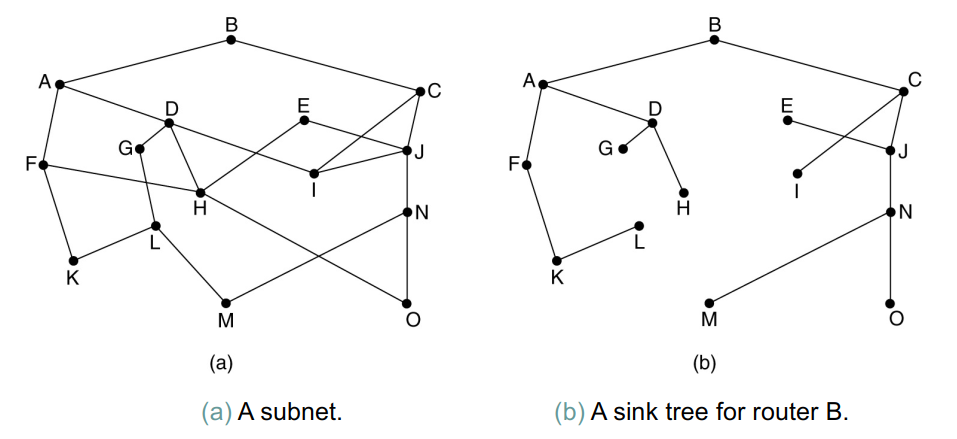 B
A
C
D
E
G
J
F
I
H
N
L
K
M
O
(a)
B
A
C
D
E
G
J
F
I
H
N
L
K
M
O
(b)
(a) A subnet.
(b) A sink tree for router B.